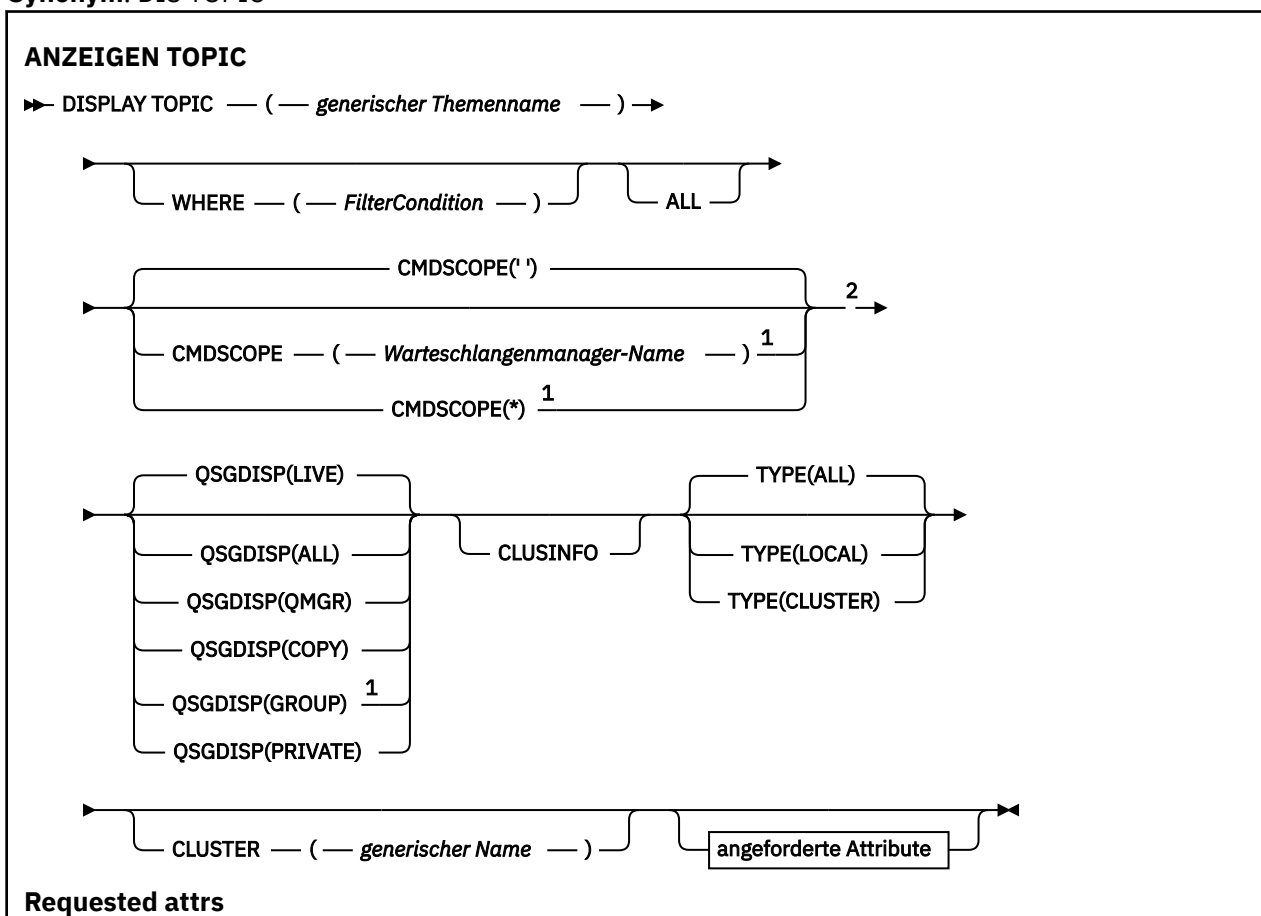 Synonym: DIS TOPIC
ANZEIGEN TOPIC
DISPLAY TOPIC ( generischer Themenname )
WHERE ( FilterCondition ) ALL
CMDSCOPE(' ')
2
CMDSCOPE ( Warteschlangenmanager-Name ) 1
CMDSCOPE(*) 1
QSGDISP(LIVE) TYPE(ALL)
QSGDISP(ALL) CLUSINFO TYPE(LOCAL)
QSGDISP(QMGR) TYPE(CLUSTER)
QSGDISP(COPY)
QSGDISP(GROUP) 1
QSGDISP(PRIVATE)
CLUSTER ( generischer Name ) angeforderte Attribute
Requested attrs